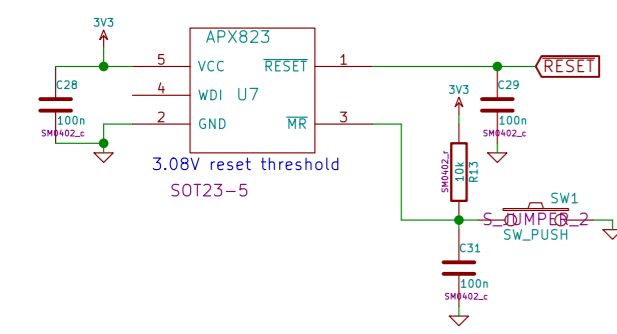 3V3
APX823
5
VCC
RESET
1
RESET
C28
4
WDI
U7
3V3
C29
100n
SM0402_c
2
GND
MR
3
100n
SM0402_c
3.08V reset threshold
SM0402_r
10k
R13
SOT23-5
SW1
S_JUMPER_2
SW_PUSH
C31
100n
SM0402_c